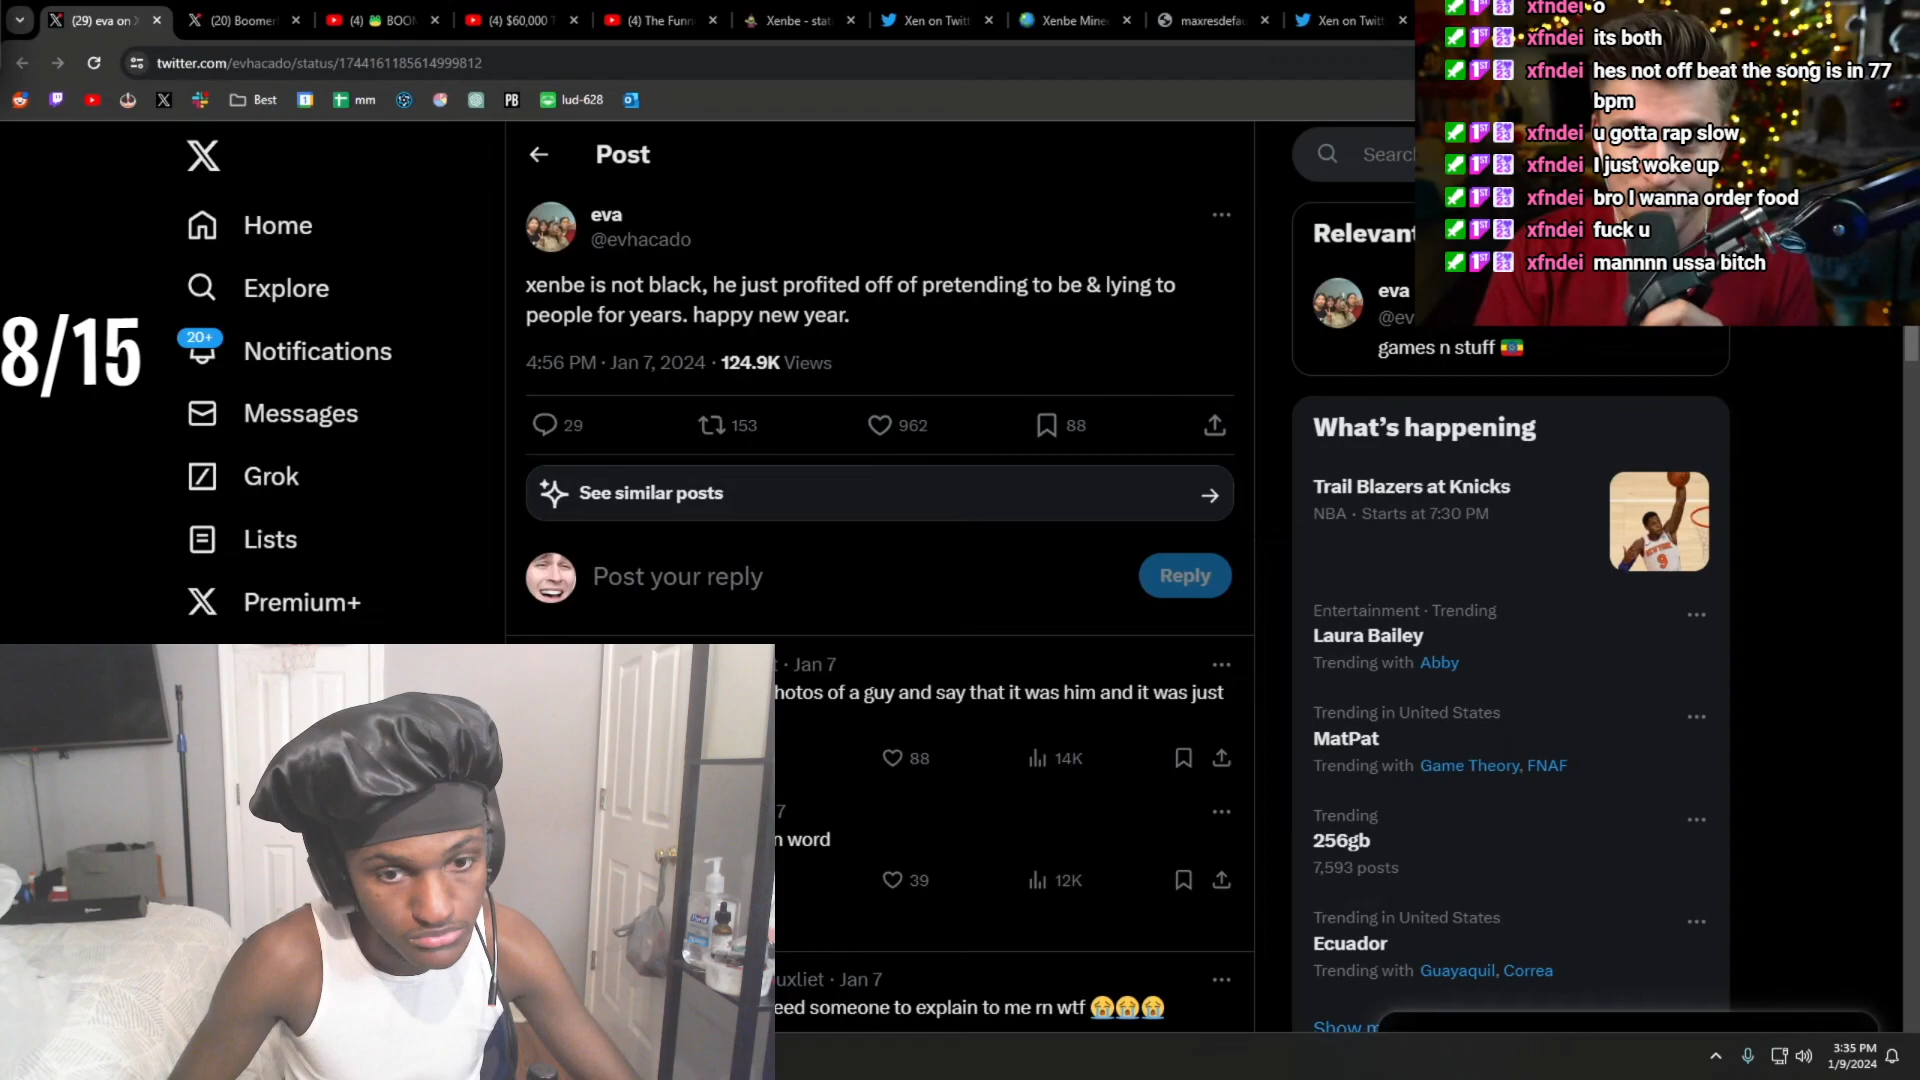 (29) eva on X
(20) Boomer
(4) 🐸 BOON
(4) $60,000
(4) The Funn
Xenbe - stat
Xen on Twitt
Xenbe Mine
maxresdefau
Xen on Twitt
twitter.com/evhacado/status/1744161185614999812
Best
mm
PB
lud-628
Post
Search
Home
Explore
20+
Notifications
Messages
Grok
Lists
Premium+
8/15
eva
@evhacado
xenbe is not black, he just profited off of pretending to be & lying to
people for years. happy new year.
4:56 PM · Jan 7, 2024 · 124.9K Views
29
153
962
88
See similar posts
Post your reply
Reply
t · Jan 7
hotos of a guy and say that it was him and it was just
88
14K
7
n word
39
12K
uxliet · Jan 7
eed someone to explain to me rn wtf 😭😭😭
Relevant
eva
@ev
games n stuff 🇪🇹
What's happening
Trail Blazers at Knicks
NBA · Starts at 7:30 PM
Entertainment · Trending
Laura Bailey
Trending with Abby
Trending in United States
MatPat
Trending with Game Theory, FNAF
Trending
256gb
7,593 posts
Trending in United States
Ecuador
Trending with Guayaquil, Correa
Show m
xfndei o
xfndei its both
xfndei hes not off beat the song is in 77
bpm
xfndei u gotta rap slow
xfndei I just woke up
xfndei bro I wanna order food
xfndei fuck u
xfndei mannnn ussa bitch
3:35 PM
1/9/2024